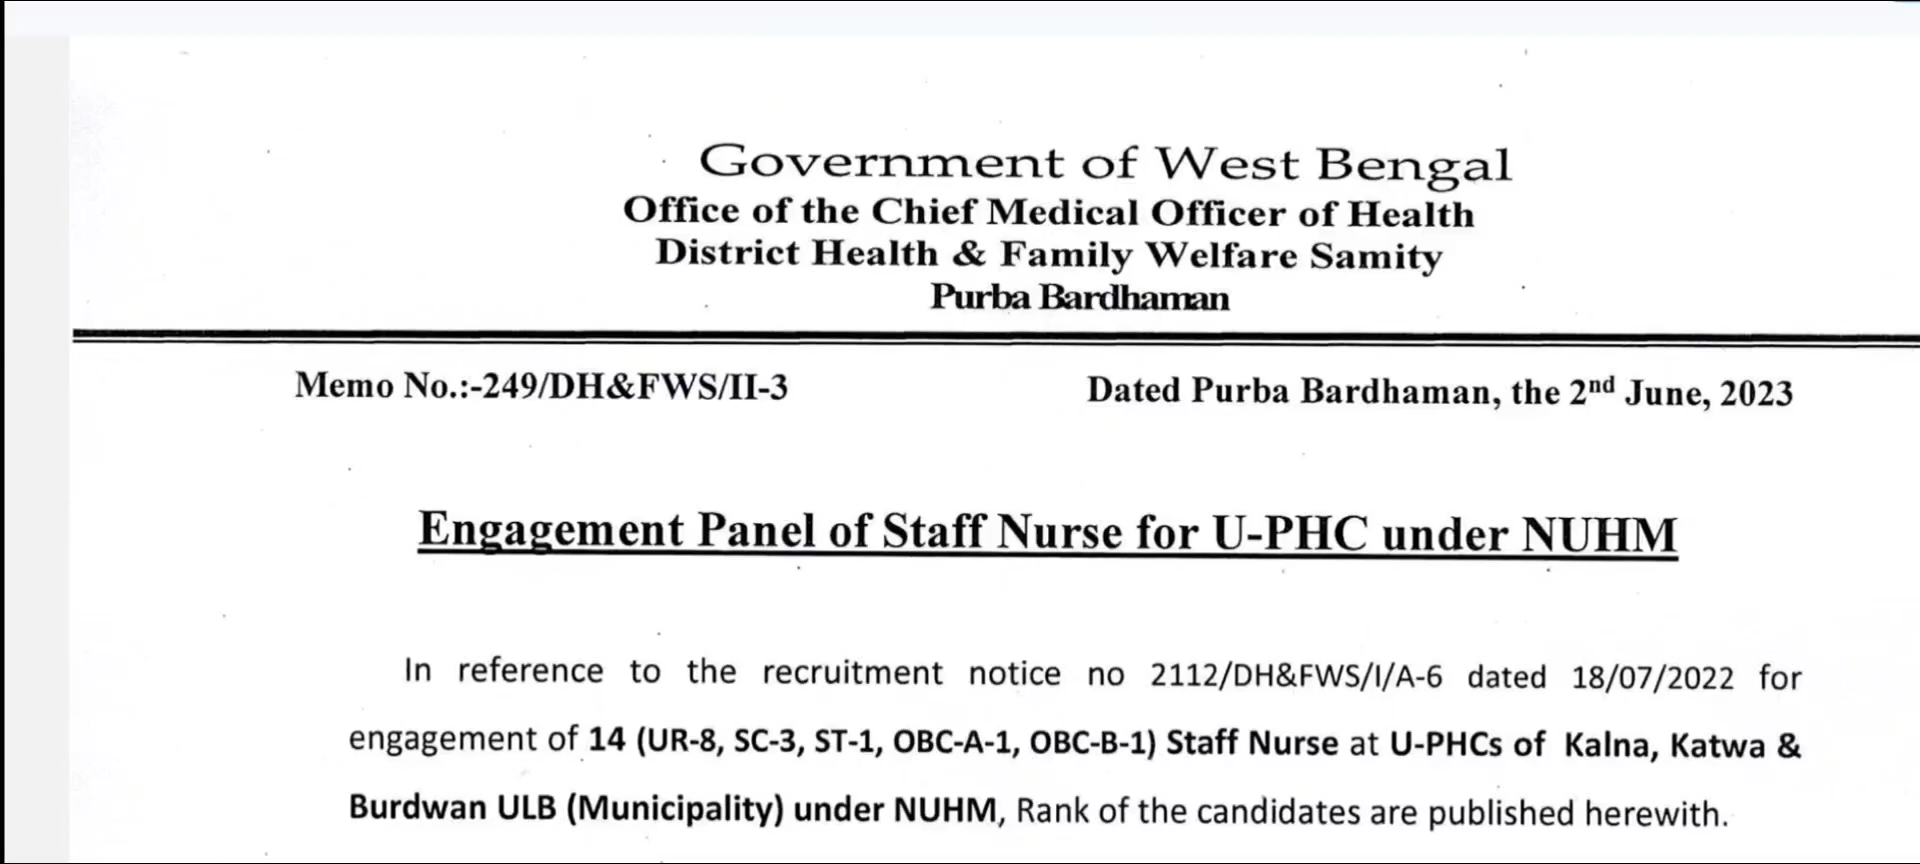 Government of West Bengal
Office of the Chief Medical Officer of Health
District Health & Family Welfare Samity
Purba Bardhaman
Memo No.:-249/DH&FWS/II-3 Dated Purba Bardhaman, the 2nd June, 2023
Engagement Panel of Staff Nurse for U-PHC under NUHM
In reference to the recruitment notice no 2112/DH&FWS/I/A-6 dated 18/07/2022 for
engagement of 14 (UR-8, SC-3, ST-1, OBC-A-1, OBC-B-1) Staff Nurse at U-PHCs of Kalna, Katwa &
Burdwan ULB (Municipality) under NUHM, Rank of the candidates are published herewith.